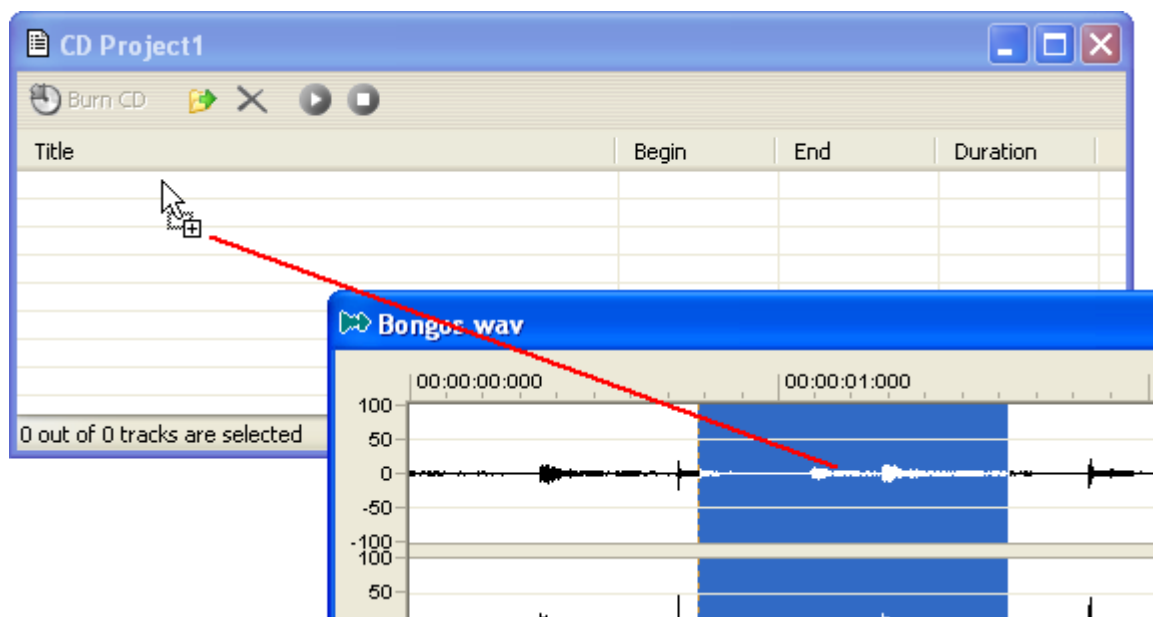 CD Project1
Burn CD
Title Begin End Duration
0 out of 0 tracks are selected
Bongos.wav
00:00:00:000 00:00:01:000
100
50
0
-50
-100
100
50